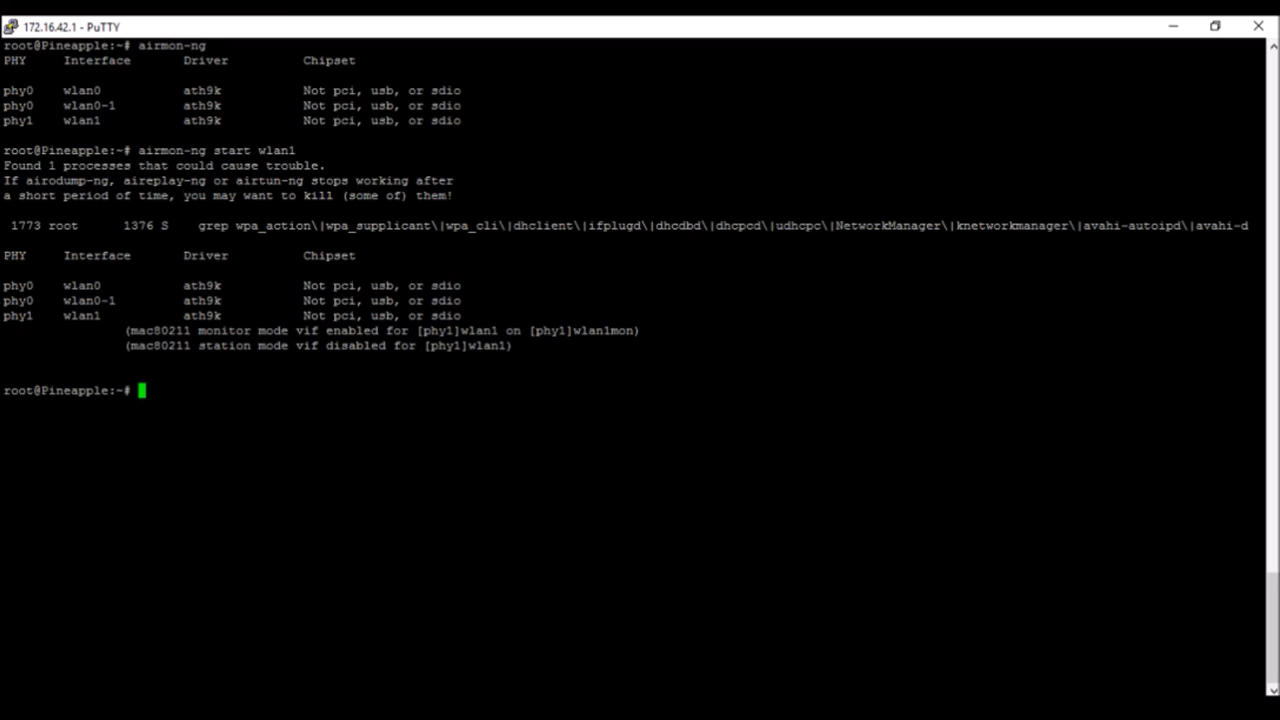 172.16.42.1 - PuTTY
root@Pineapple:~# airmon-ng
PHY Interface Driver Chipset
phy0 wlan0 ath9k Not pci, usb, or sdio
phy0 wlan0-1 ath9k Not pci, usb, or sdio
phy1 wlan1 ath9k Not pci, usb, or sdio
root@Pineapple:~# airmon-ng start wlan1
Found 1 processes that could cause trouble.
If airodump-ng, aireplay-ng or airtun-ng stops working after
a short period of time, you may want to kill (some of) them!
1773 root 1376 S grep wpa_action\|wpa_supplicant\|wpa_cli\|dhclient\|ifplugd\|dhcdbd\|dhcpcd\|udhcpc\|NetworkManager\|knetworkmanager\|avahi-autoipd\|avahi-d
PHY Interface Driver Chipset
phy0 wlan0 ath9k Not pci, usb, or sdio
phy0 wlan0-1 ath9k Not pci, usb, or sdio
phy1 wlan1 ath9k Not pci, usb, or sdio
(mac80211 monitor mode vif enabled for [phy1]wlan1 on [phy1]wlan1mon)
(mac80211 station mode vif disabled for [phy1]wlan1)
root@Pineapple:~#